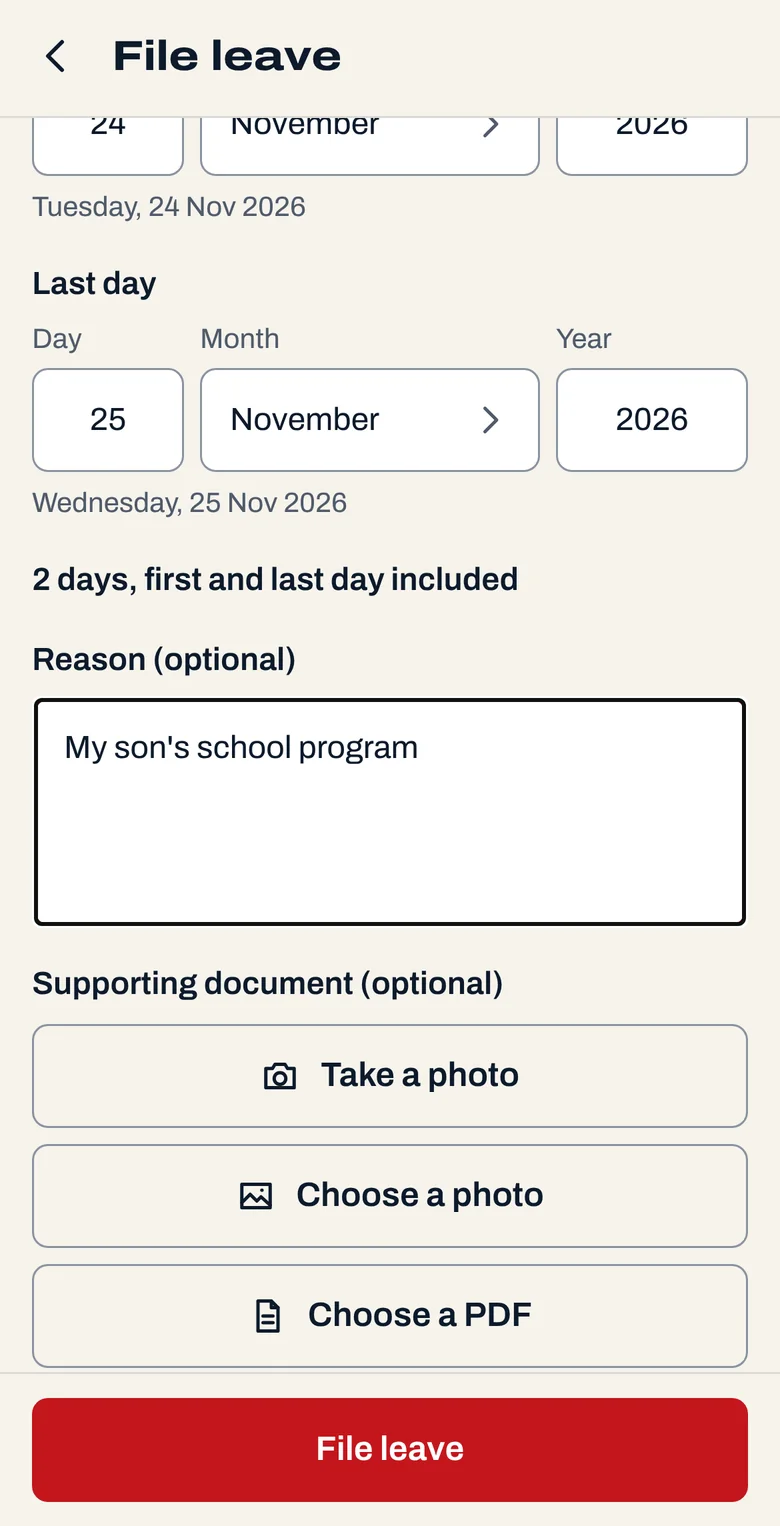 File leave
24
November
2026
Tuesday, 24 Nov 2026
Last day
Day
Month
Year
25
November
2026
Wednesday, 25 Nov 2026
2 days, first and last day included
Reason (optional)
My son's school program
Supporting document (optional)
Take a photo
Choose a photo
Choose a PDF
File leave